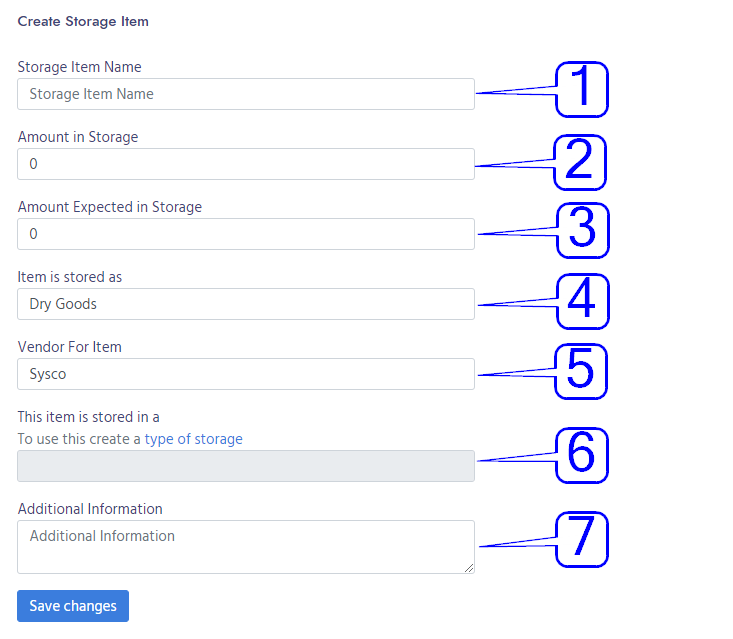 Create Storage Item
Storage Item Name
Storage Item Name
1
Amount in Storage
0
2
Amount Expected in Storage
0
3
Item is stored as
Dry Goods
4
Vendor For Item
Sysco
5
This item is stored in a
To use this create a type of storage
6
Additional Information
Additional Information
7
Save changes